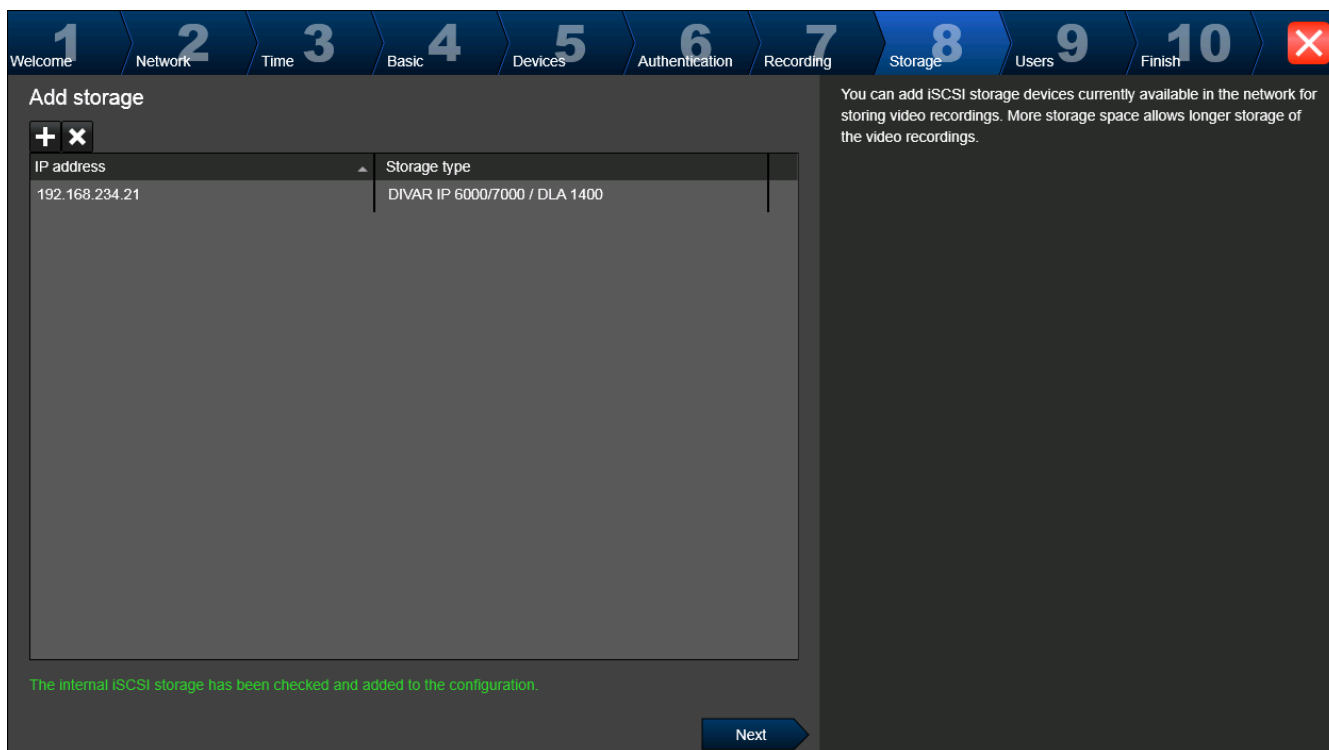 1 Welcome
2 Network
3 Time
4 Basic
5 Devices
6 Authentication
7 Recording
8 Storage
9 Users
10 Finish
Add storage
IP address Storage type
192.168.234.21 DIVAR IP 6000/7000 / DLA 1400
The internal iSCSI storage has been checked and added to the configuration.
Next
You can add iSCSI storage devices currently available in the network for
storing video recordings. More storage space allows longer storage of
the video recordings.